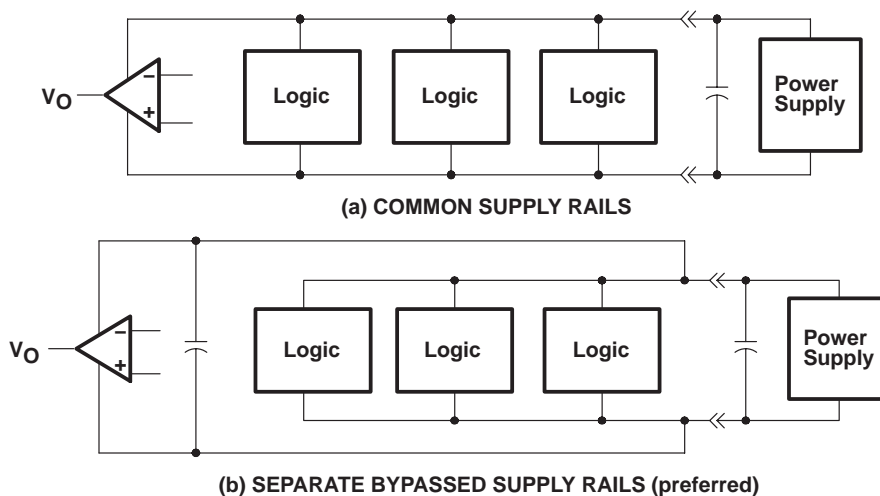 Logic Logic Logic Power
Supply
VO
−
+
(a) COMMON SUPPLY RAILS
Logic Logic Logic Power
Supply
VO
−
+
(b) SEPARATE BYPASSED SUPPLY RAILS (preferred)